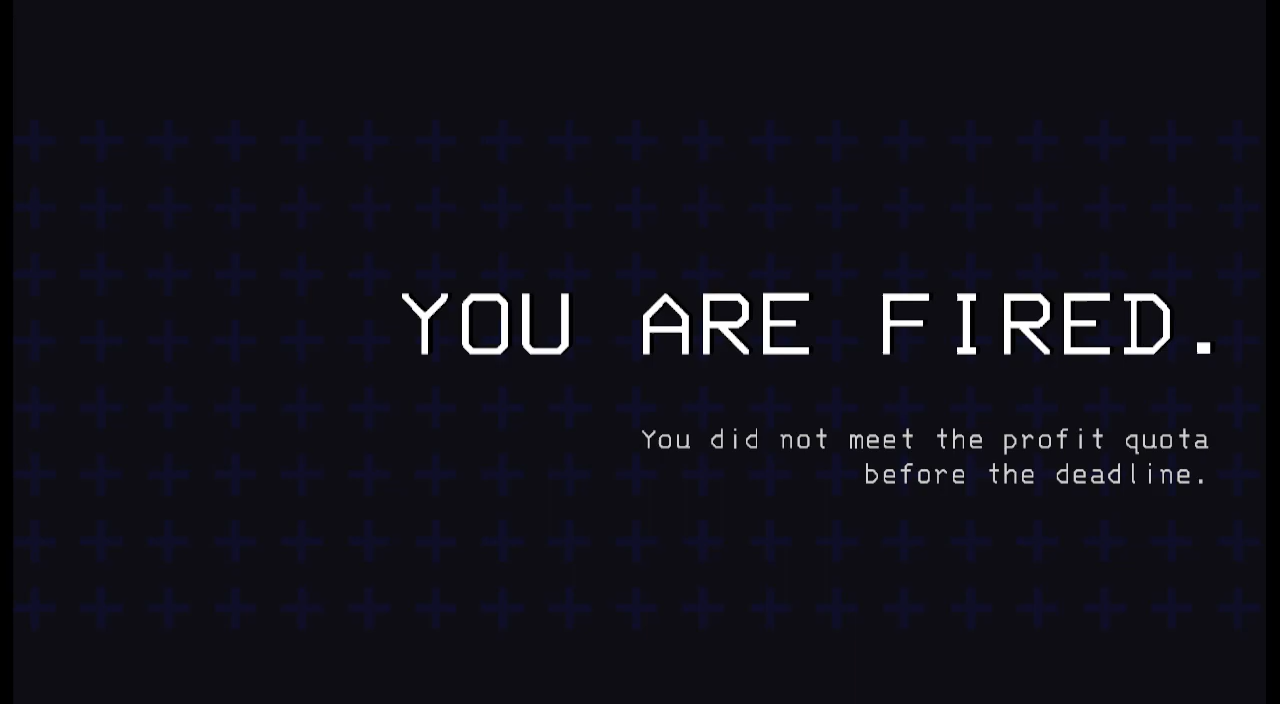 YOU ARE FIRED.
You did not meet the profit quota
before the deadline.